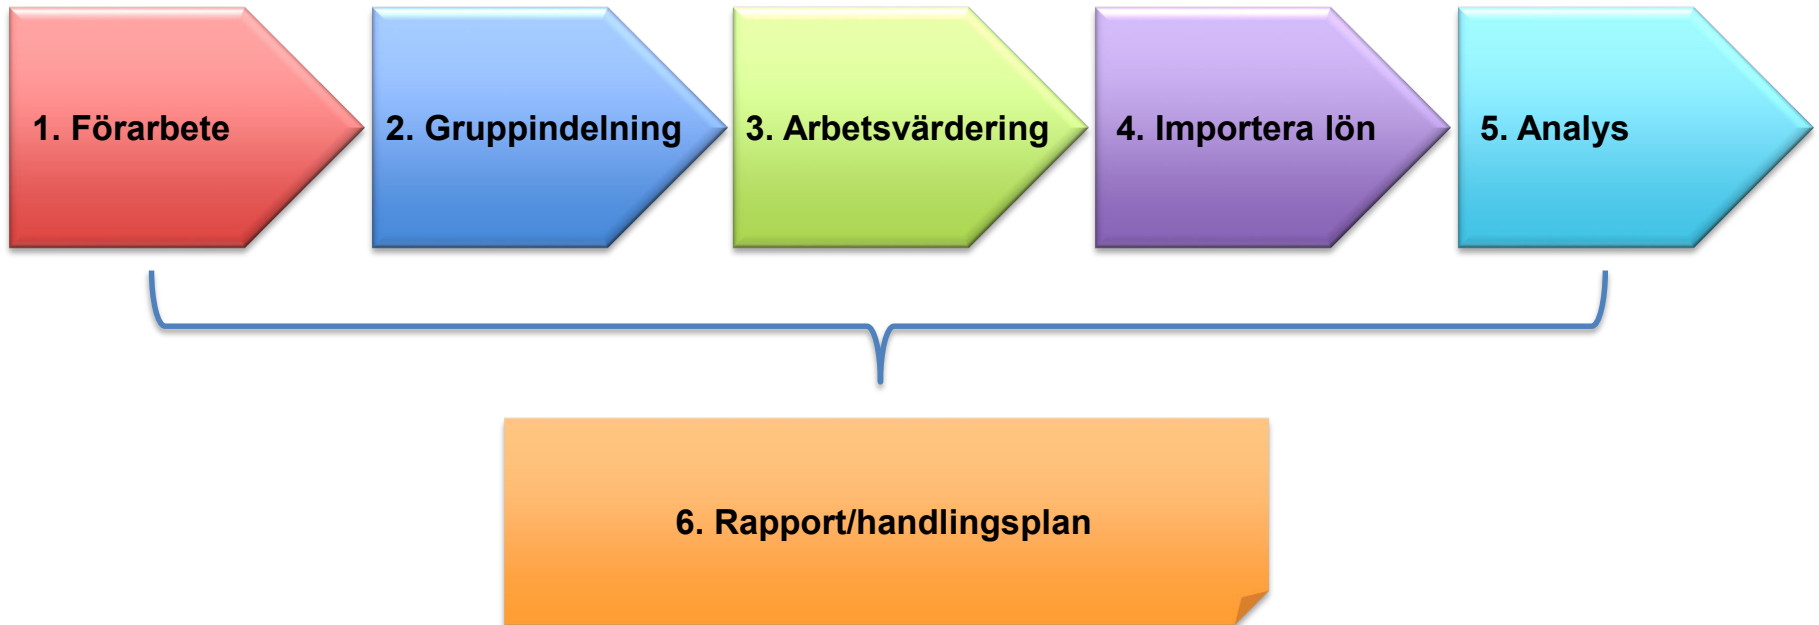 1. Förarbete
2. Gruppindelning
3. Arbetsvärdering
4. Importera lön
5. Analys
6. Rapport/handlingsplan